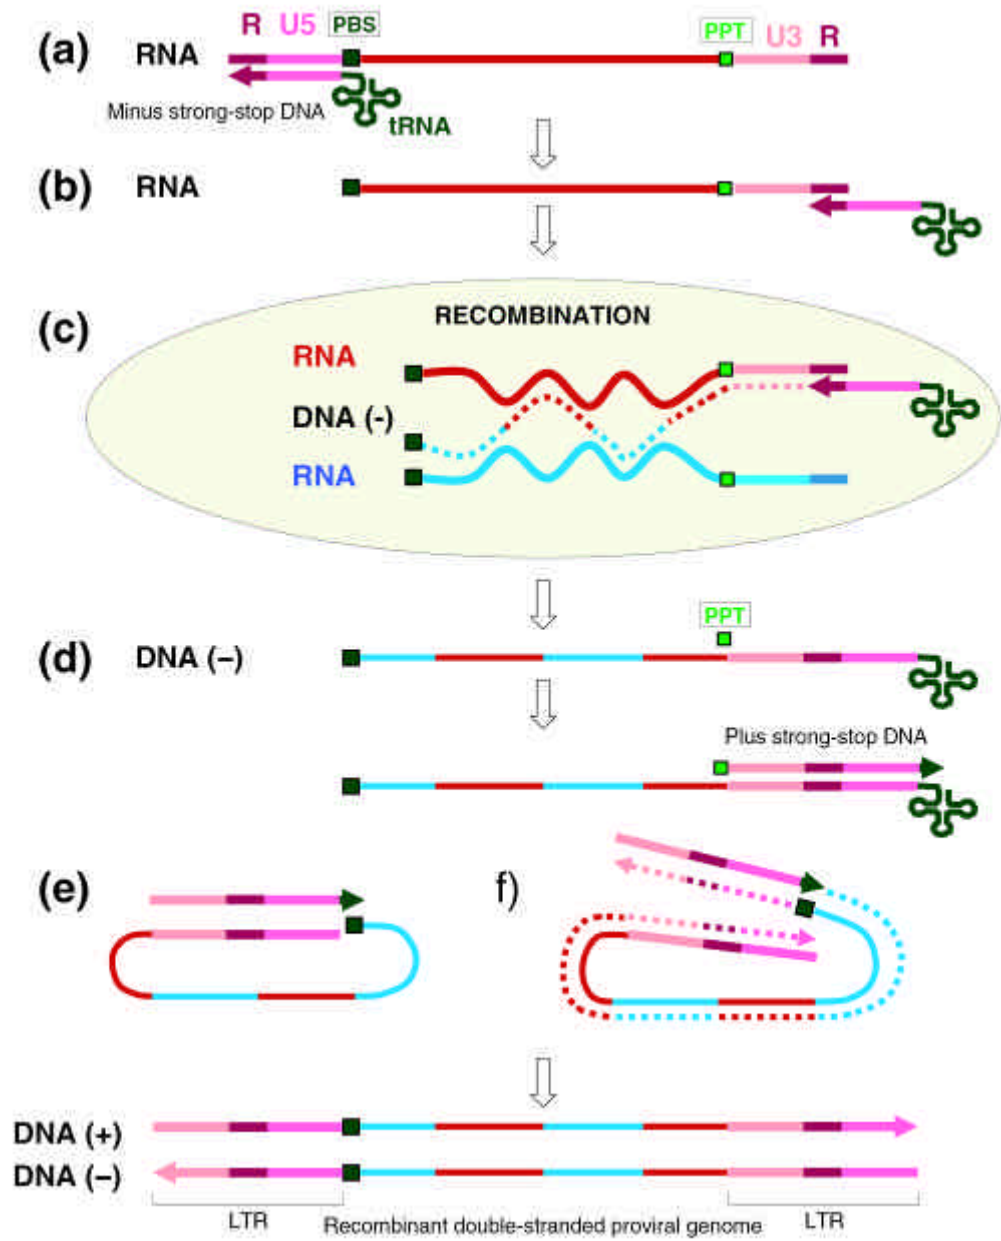 (a) RNA R U5 PBS PPT U3 R
Minus strong-stop DNA
tRNA
(b) RNA
(c) RECOMBINATION
RNA
DNA (-)
RNA
PPT
(d) DNA (–)
Plus strong-stop DNA
(e) f)
DNA (+)
DNA (–)
LTR Recombinant double-stranded proviral genome LTR